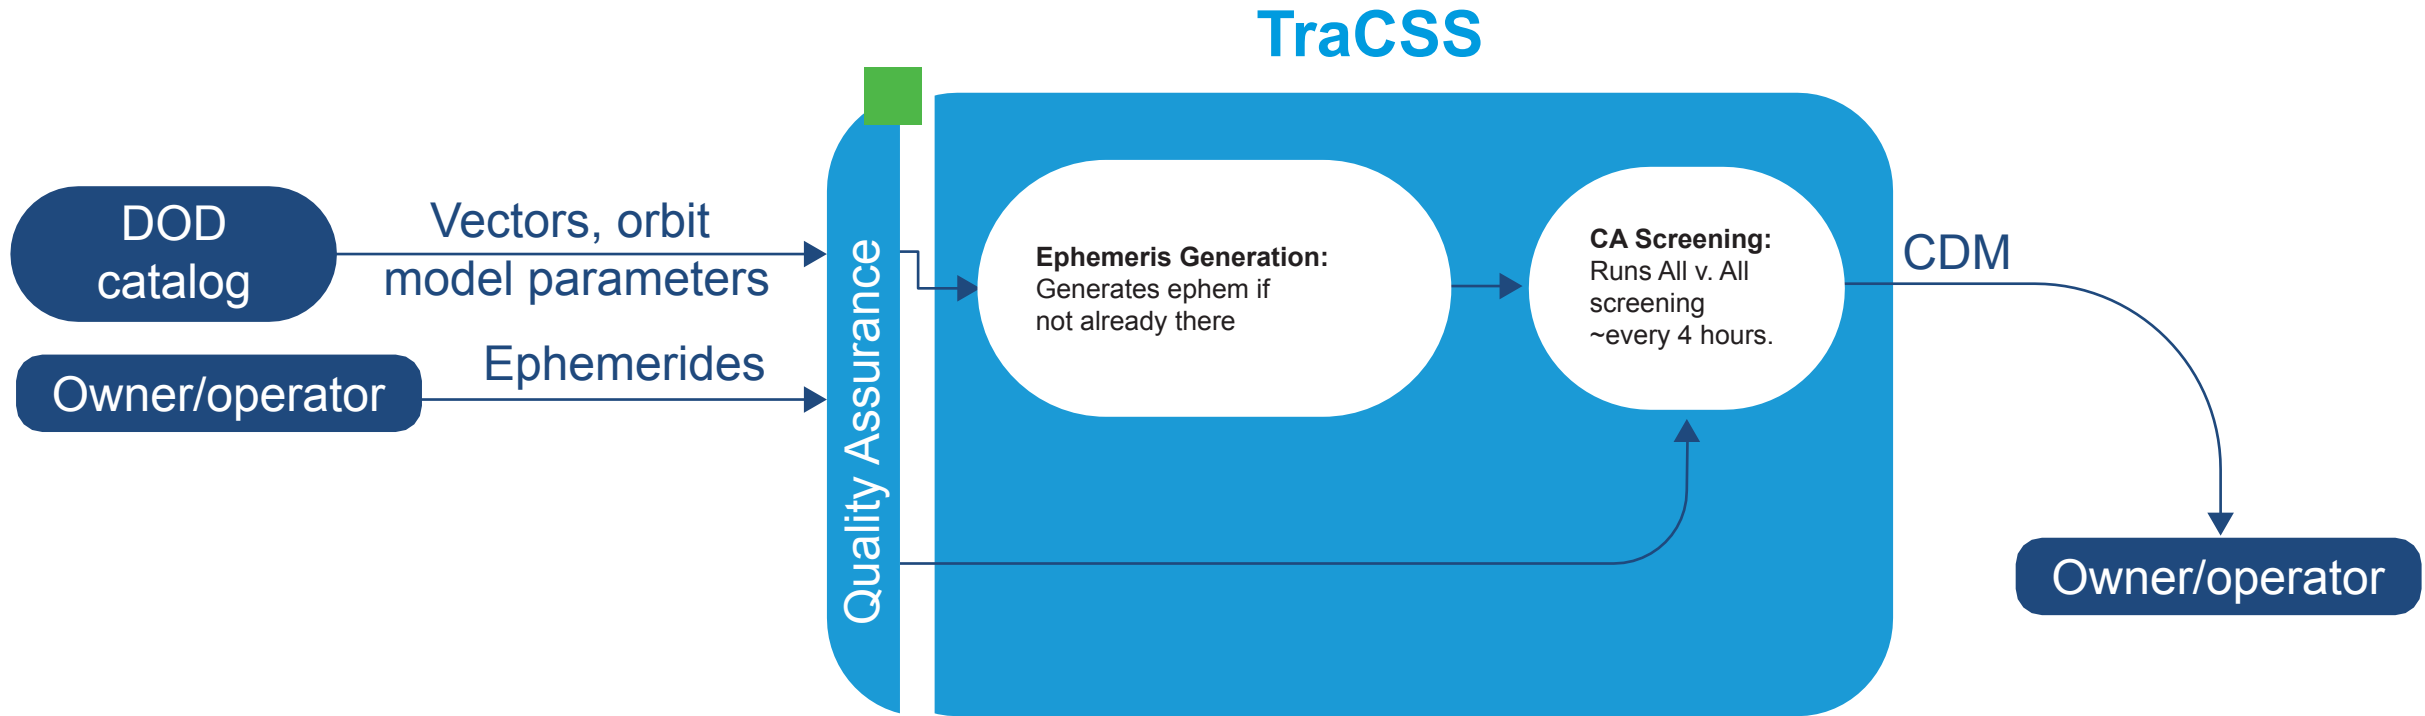 TraCSS
DOD
catalog
Vectors, orbit
model parameters
Owner/operator
Ephemerides
Quality Assurance
Ephemeris Generation:
Generates ephem if
not already there
CA Screening:
Runs All v. All
screening
~every 4 hours.
CDM
Owner/operator